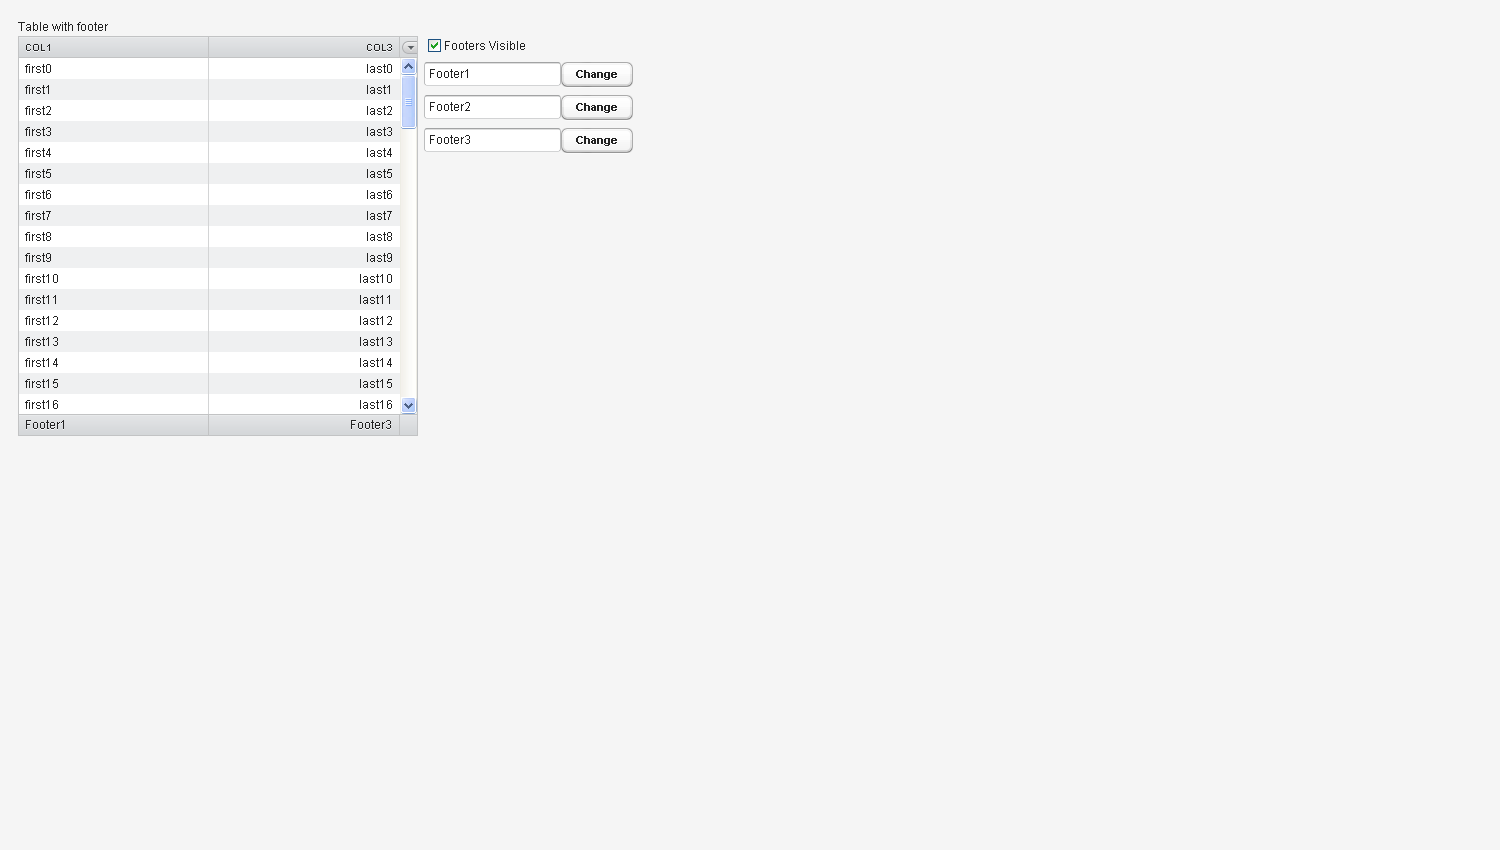 Table with footer
COL1 COL3
first0 last0
first1 last1
first2 last2
first3 last3
first4 last4
first5 last5
first6 last6
first7 last7
first8 last8
first9 last9
first10 last10
first11 last11
first12 last12
first13 last13
first14 last14
first15 last15
first16 last16
Footer1 Footer3
Footers Visible
Footer1 Change
Footer2 Change
Footer3 Change